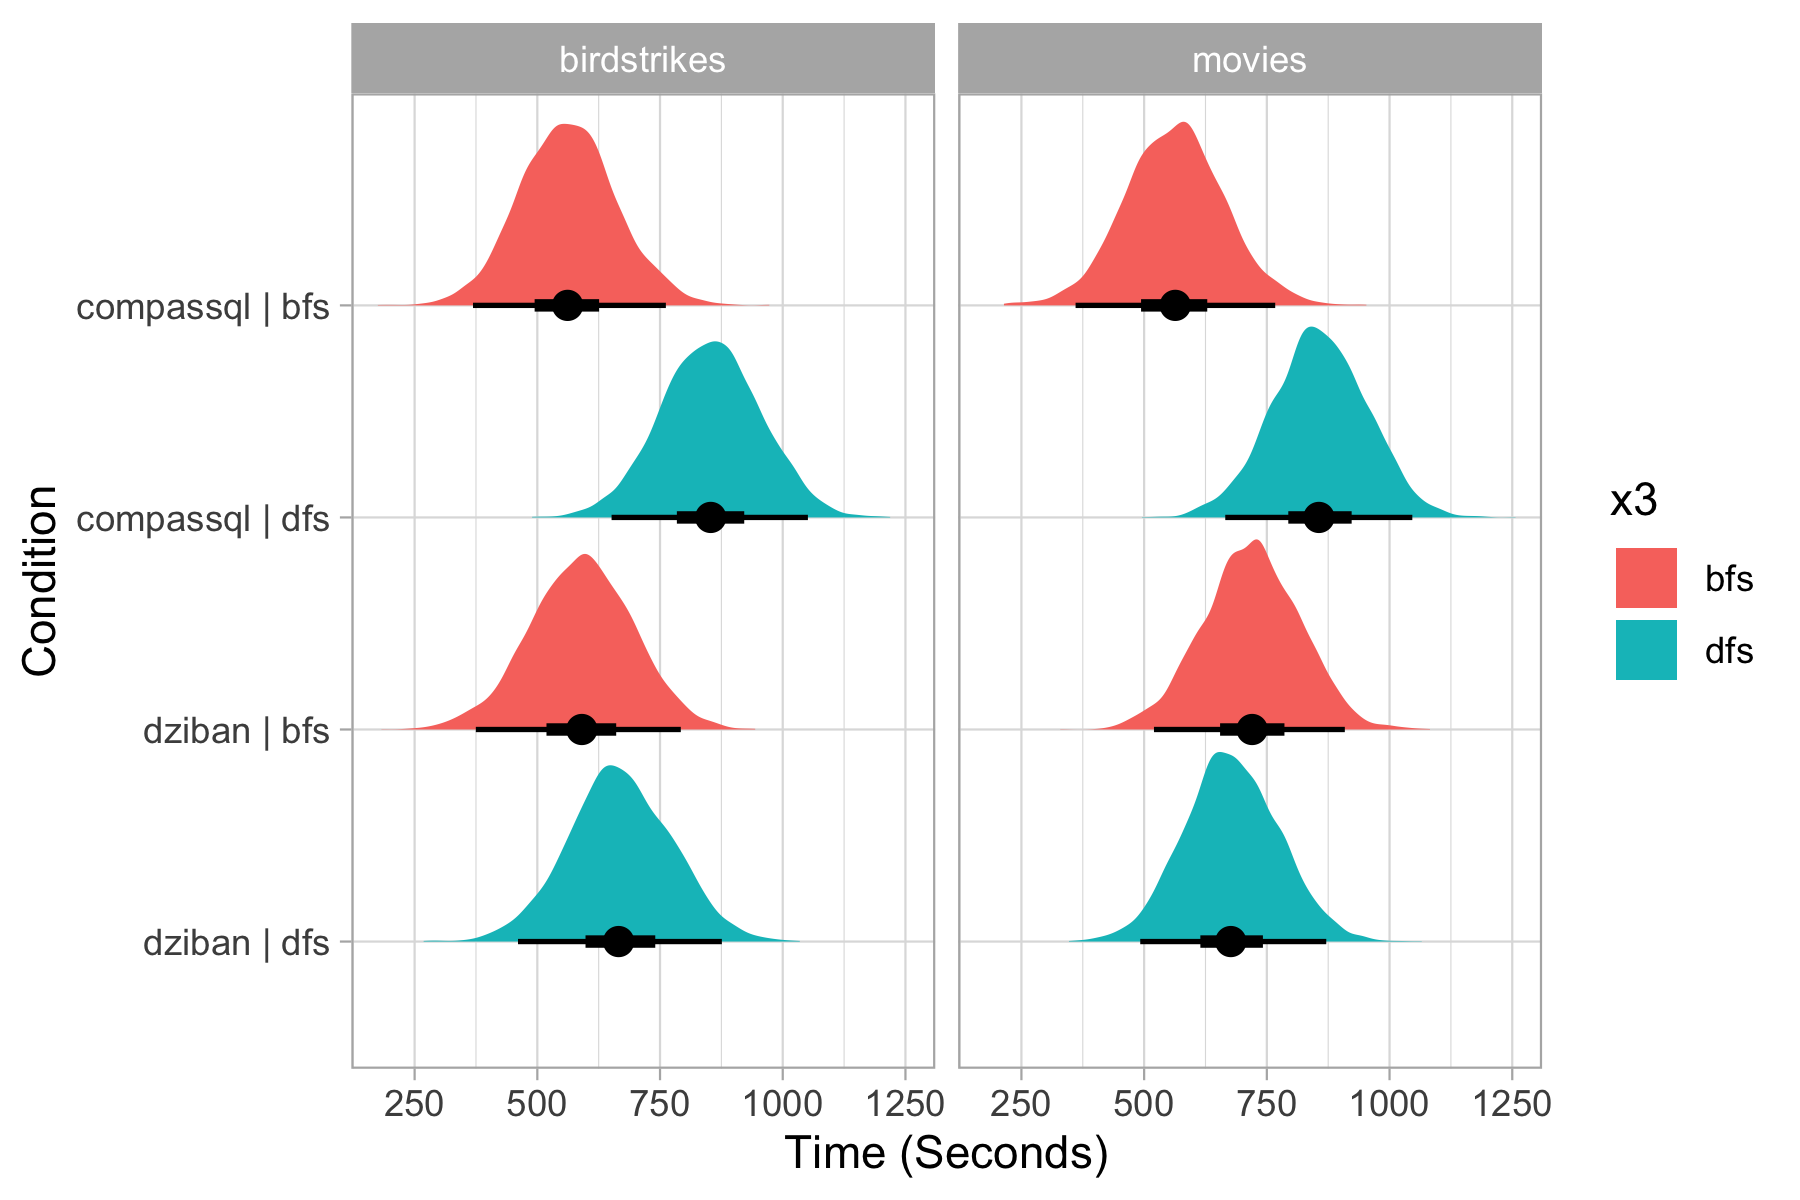 birdstrikes
movies
Condition
compassql | bfs
compassql | dfs
dziban | bfs
dziban | dfs
250 500 750 1000 1250
250 500 750 1000 1250
Time (Seconds)
x3
bfs
dfs